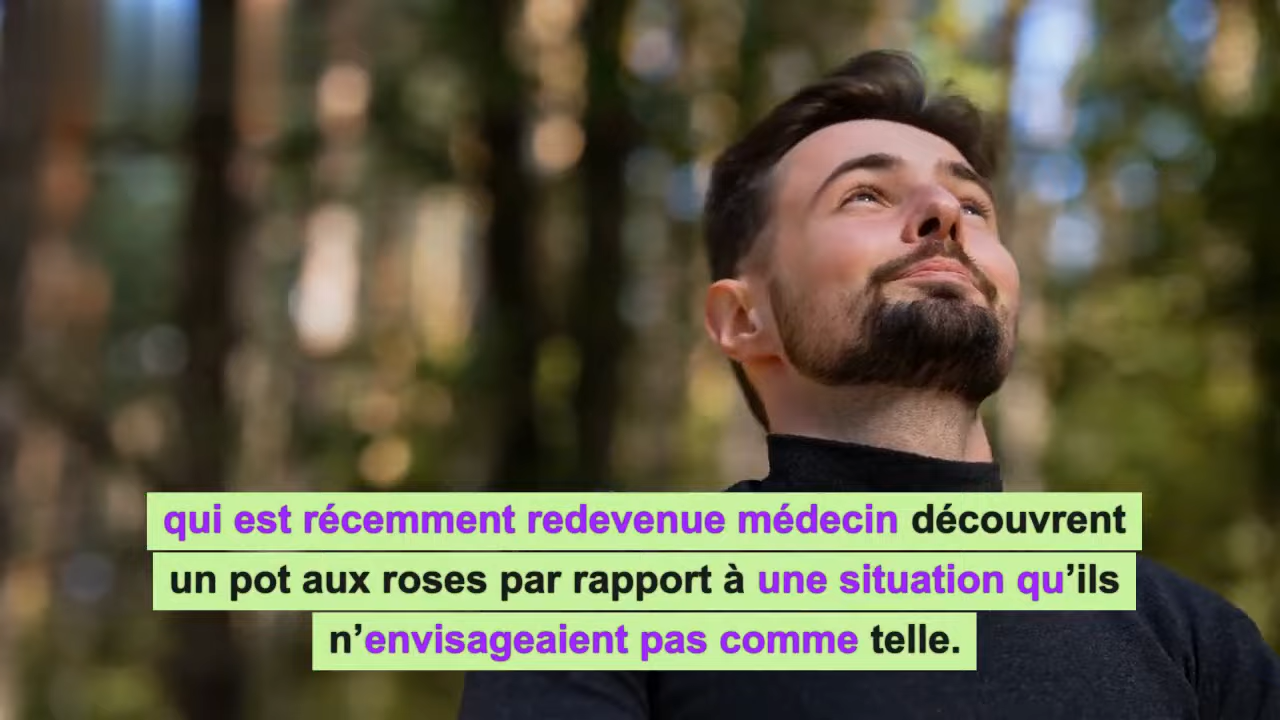 qui est récemment redevenue médecin découvrent
un pot aux roses par rapport à une situation qu’ils
n’envisageaient pas comme telle.